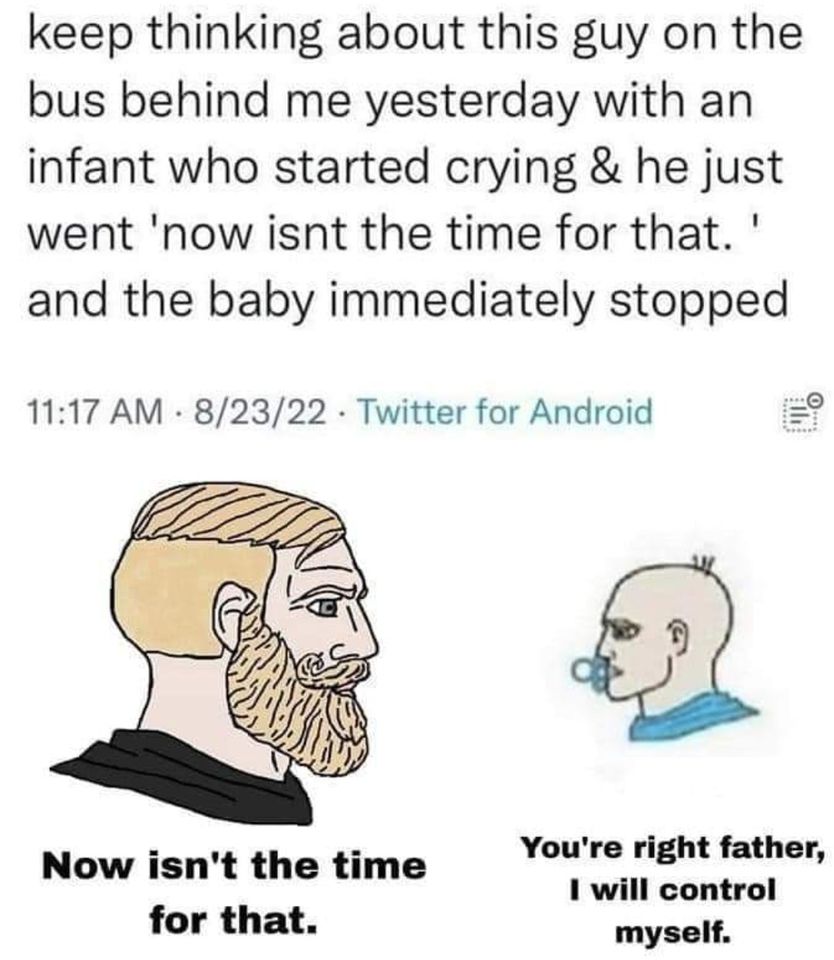 keep thinking about this guy on the
bus behind me yesterday with an
infant who started crying & he just
went 'now isnt the time for that. '
and the baby immediately stopped
11:17 AM · 8/23/22 · Twitter for Android
Now isn't the time
for that.
You're right father,
I will control
myself.